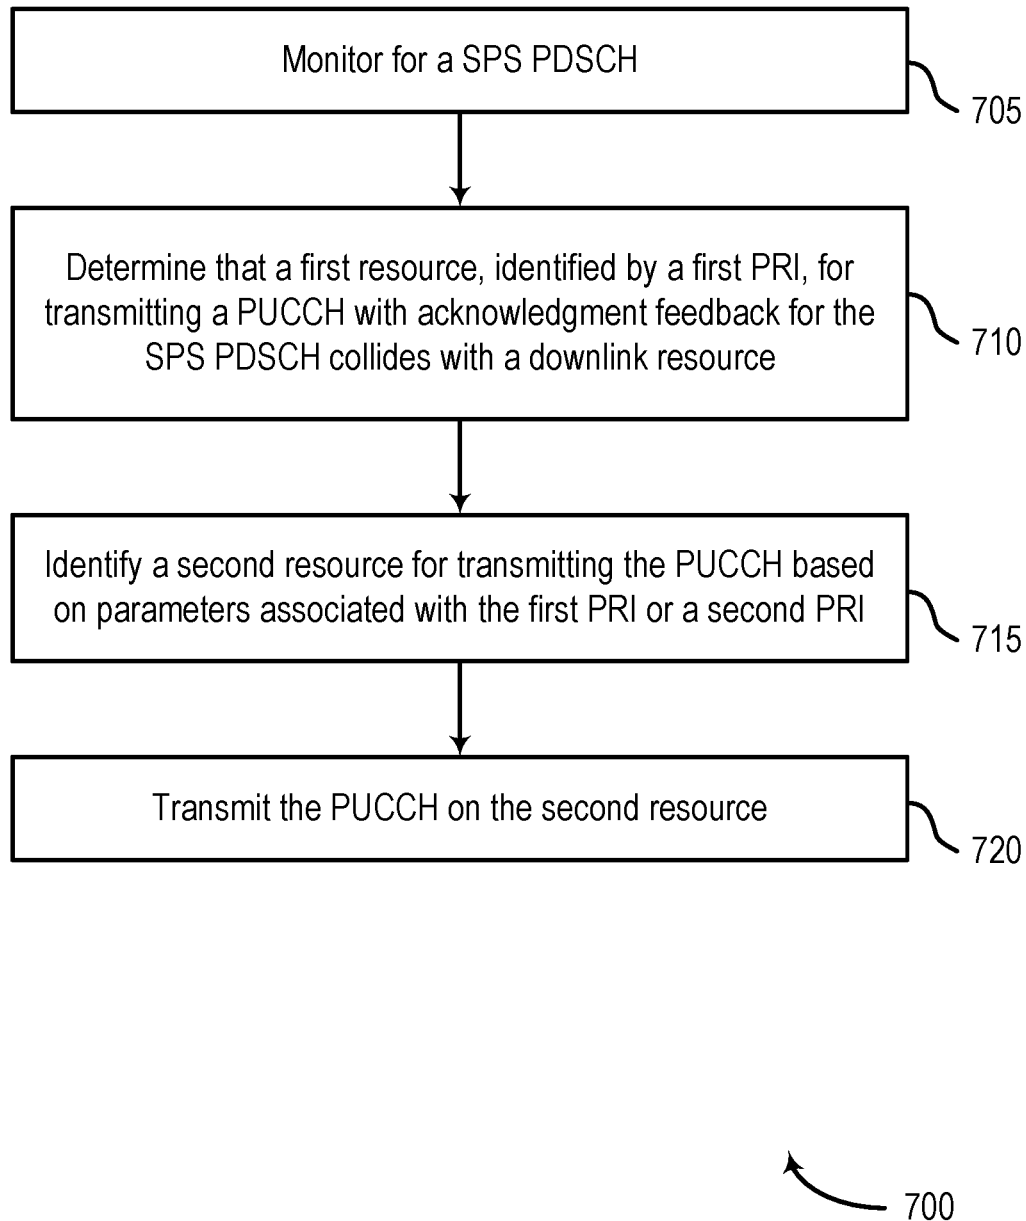 Monitor for a SPS PDSCH
705
Determine that a first resource, identified by a first PRI, for
transmitting a PUCCH with acknowledgment feedback for the
SPS PDSCH collides with a downlink resource
710
Identify a second resource for transmitting the PUCCH based
on parameters associated with the first PRI or a second PRI
715
Transmit the PUCCH on the second resource
720
700